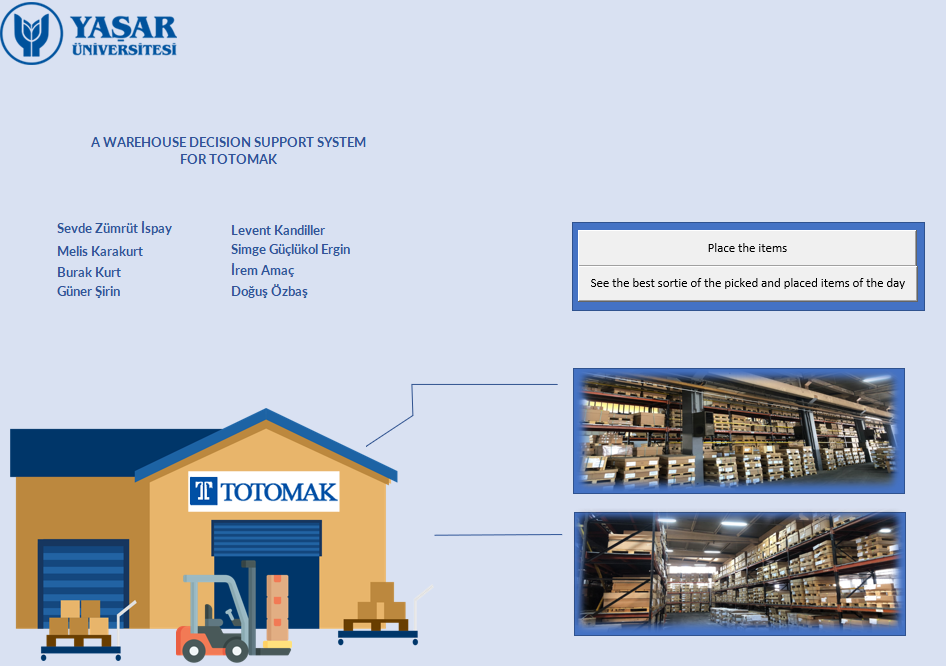 YAŞAR
ÜNİVERSİTESİ
A WAREHOUSE DECISION SUPPORT SYSTEM
FOR TOTOMAK
Sevde Zümrüt İspay
Melis Karakurt
Burak Kurt
Güner Şirin
Levent Kandiller
Simge Güçlükol Ergin
İrem Amaç
Doğuş Özbaş
Place the items
See the best sortie of the picked and placed items of the day
TOTOMAK